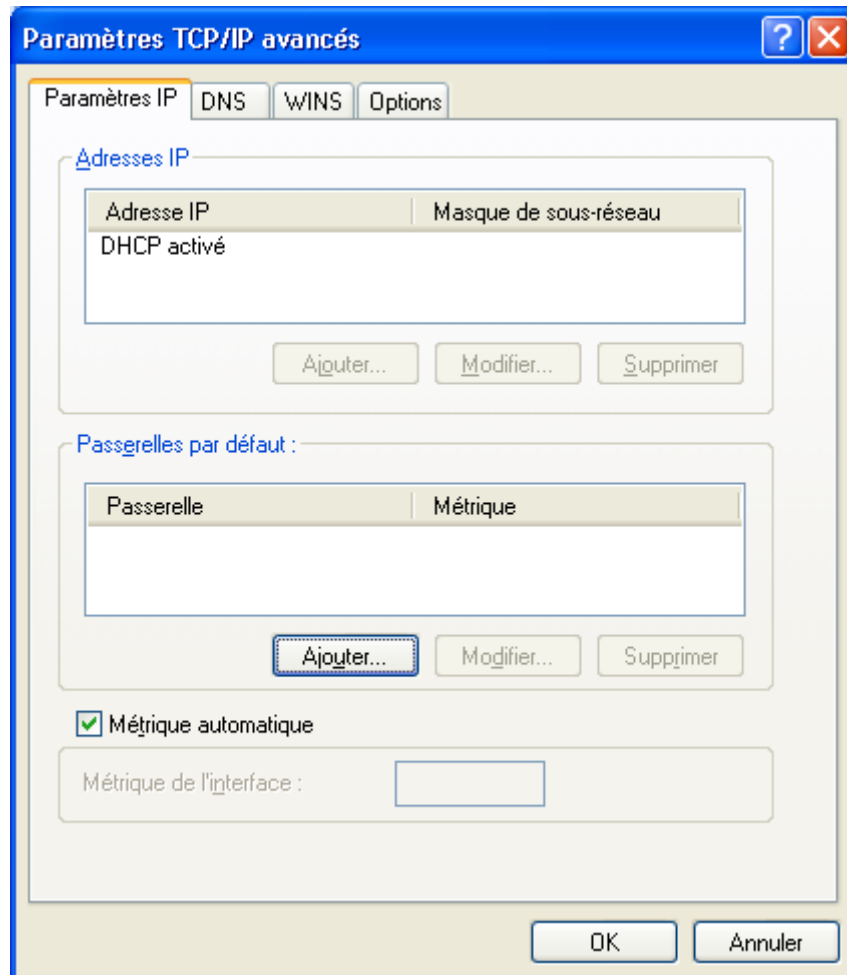 Paramètres TCP/IP avancés
Paramètres IP DNS WINS Options
Adresses IP
Adresse IP Masque de sous-réseau
DHCP activé
Ajouter... Modifier... Supprimer
Passerelles par défaut :
Passerelle Métrique
Ajouter... Modifier... Supprimer
Métrique automatique
Métrique de l'interface :
OK Annuler